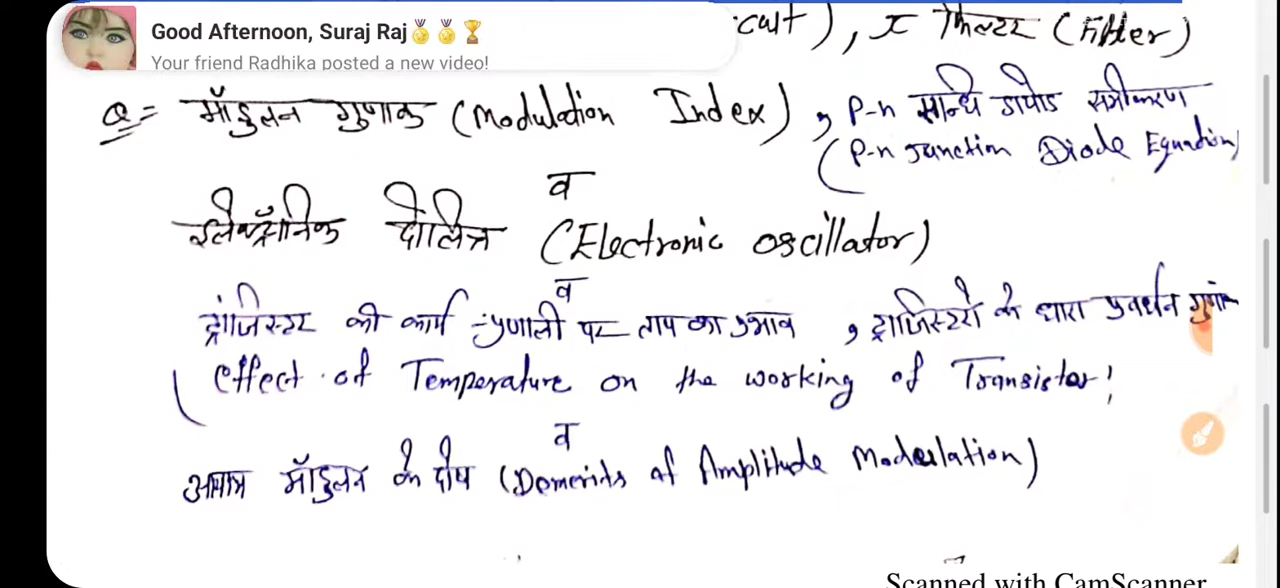 Good Afternoon, Suraj Raj🏅🏅🏆
Your friend Radhika posted a new video!
cuit), π फिल्टर (Filter)
Q= मॉडुलन गुणांक (Modulation Index), P-n सन्धि डायोड समीकरण
(P-n Junction Diode Equation)
व
इलेक्ट्रॉनिक दोलित्र (Electronic oscillator)
व
ट्रांजिस्टर की कार्य प्रणाली पर ताप का प्रभाव, ट्रांजिस्टरों के धारा प्रवर्धन
(Effect of Temperature on the working of Transistor!
व
आयाम मॉडुलन के दोष (Demerits of Amplitude Modulation)
Scanned with CamScanner